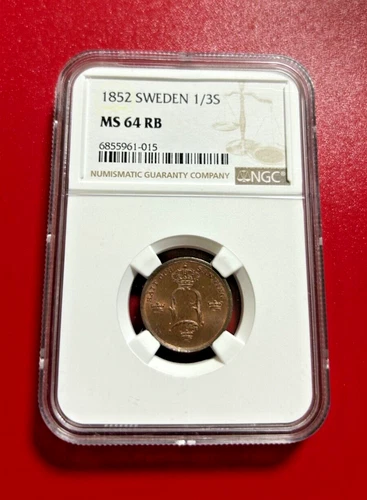 1852 SWEDEN 1/3S
MS 64 RB
6855961-015
NUMISMATIC GUARANTY COMPANY NGC